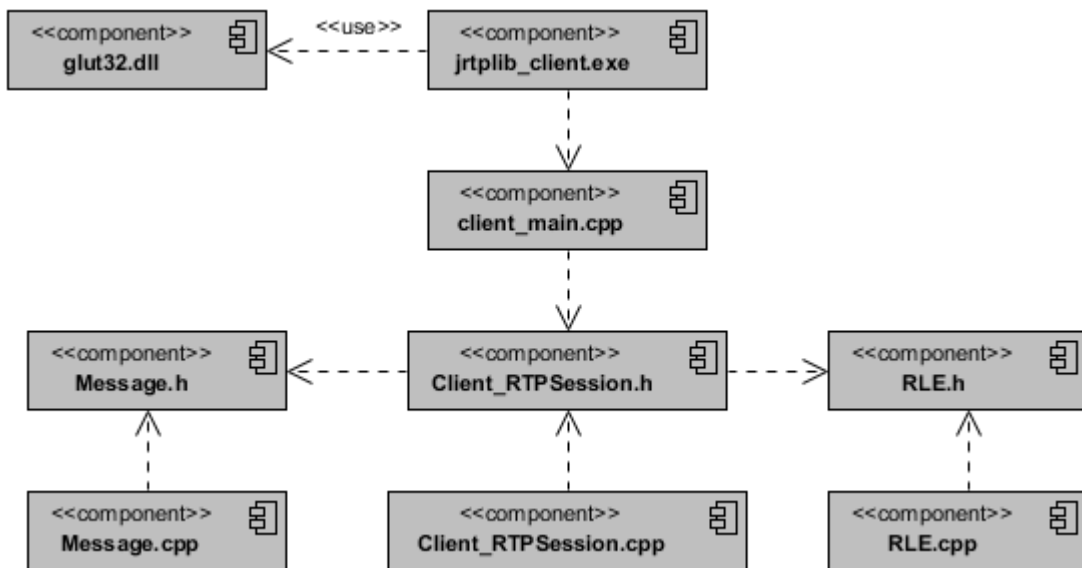 <<component>>
glut32.dll
<<use>>
<<component>>
jrtplib_client.exe
<<component>>
client_main.cpp
<<component>>
Message.h
<<component>>
Client_RTPSession.h
<<component>>
RLE.h
<<component>>
Message.cpp
<<component>>
Client_RTPSession.cpp
<<component>>
RLE.cpp